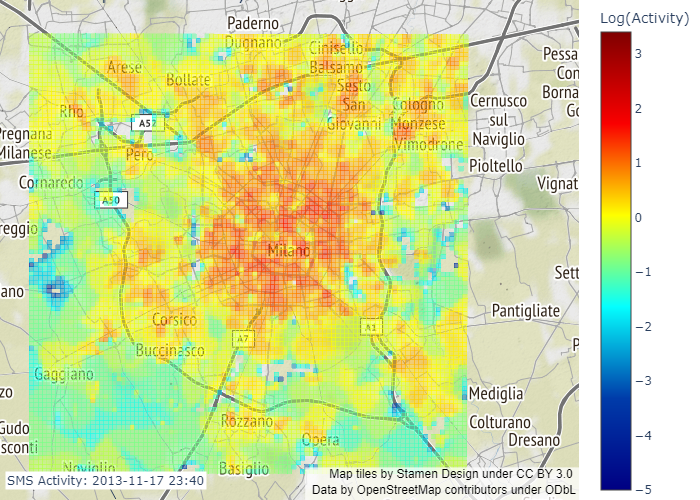 Log(Activity)
Paderno
Dugnano
Cinisello
Balsamo
Arese
Bollate
Sesto
San
Giovanni
Rho
A52
Cologno
Monzese
Vimodrone
Cernusco
sul
Naviglio
Pessa
Con
Borna
Go
Pregnana
Milanese
Pero
Pioltello
Cornaredo
A50
Vignat
reggio
Milano
Sett
ano
Corsico
Pantigliate
A7
A1
Buccinasco
P
Gaggiano
zo
Mediglia
Gudo
sconti
Rozzano
Colturano
Opera
Dresano
Noviglio
Basiglio
SMS Activity: 2013-11-17 23:40
Map tiles by Stamen Design under CC BY 3.0
Data by OpenStreetMap contributors under ODbL
3
2
1
0
−1
−2
−3
−4
−5